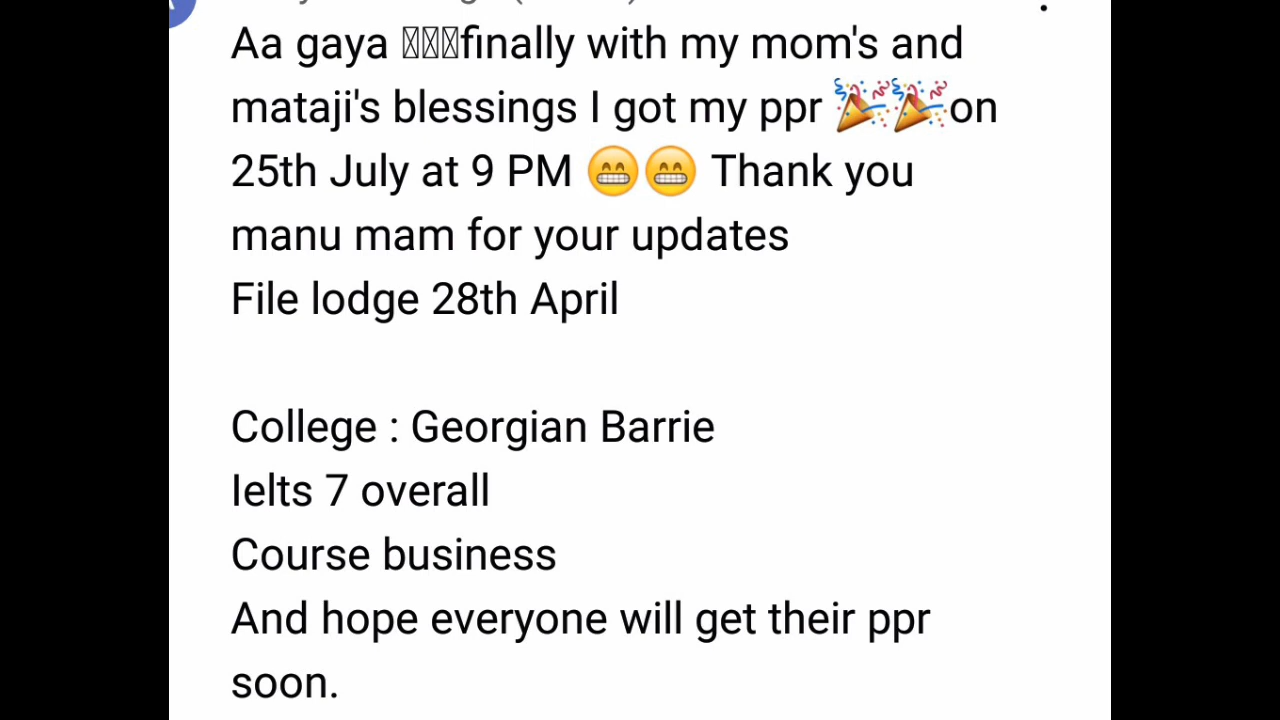 Aa gaya finally with my mom's and
mataji's blessings I got my ppr 🎉🎉on
25th July at 9 PM 😁😁 Thank you
manu mam for your updates
File lodge 28th April
College : Georgian Barrie
Ielts 7 overall
Course business
And hope everyone will get their ppr
soon.